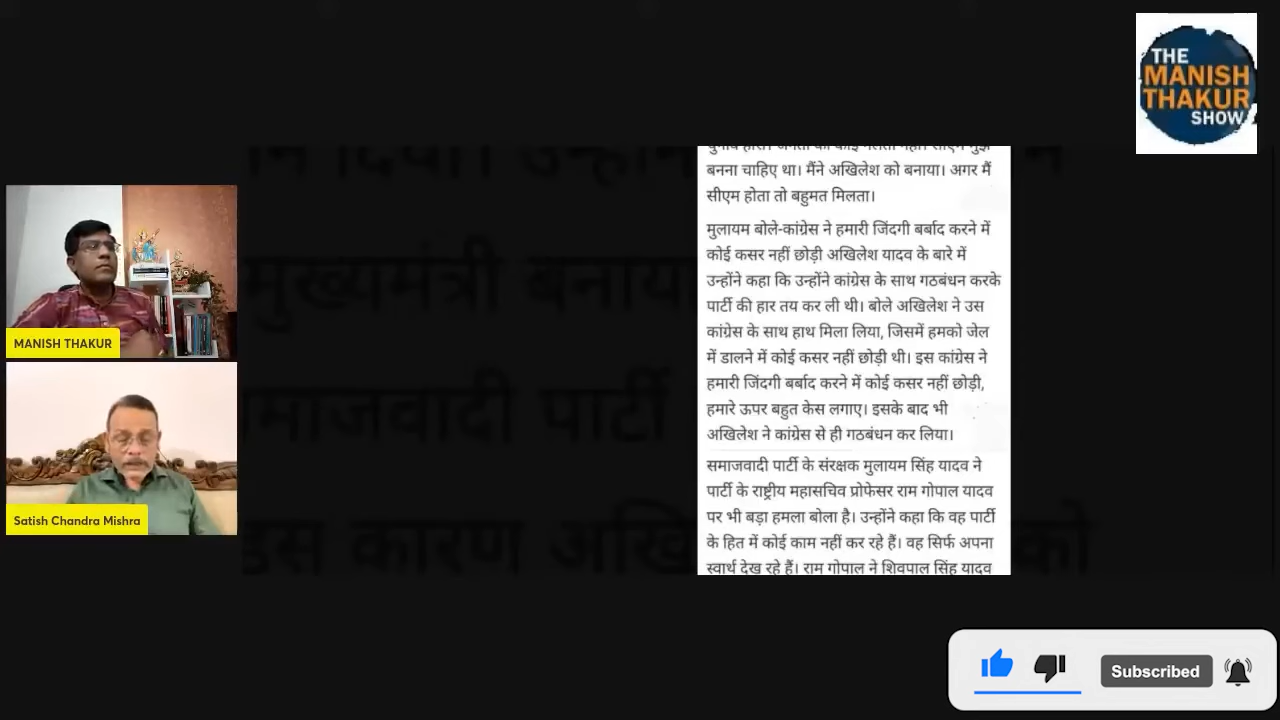 THE
MANISH
THAKUR
SHOW
MANISH THAKUR
Satish Chandra Mishra
बनना चाहिए था। मैंने अखिलेश को बनाया। अगर मैं
सीएम होता तो बहुमत मिलता।
मुलायम बोले-कांग्रेस ने हमारी जिंदगी बर्बाद करने में
कोई कसर नहीं छोड़ी अखिलेश यादव के बारे में
उन्होंने कहा कि उन्होंने कांग्रेस के साथ गठबंधन करके
पार्टी की हार तय कर ली थी। बोले अखिलेश ने उस
कांग्रेस के साथ हाथ मिला लिया, जिसमें हमको जेल
में डालने में कोई कसर नहीं छोड़ी थी। इस कांग्रेस ने
हमारी जिंदगी बर्बाद करने में कोई कसर नहीं छोड़ी,
हमारे ऊपर बहुत केस लगाए। इसके बाद भी
अखिलेश ने कांग्रेस से ही गठबंधन कर लिया।
समाजवादी पार्टी के संरक्षक मुलायम सिंह यादव ने
पार्टी के राष्ट्रीय महासचिव प्रोफेसर राम गोपाल यादव
पर भी बड़ा हमला बोला है। उन्होंने कहा कि वह पार्टी
के हित में कोई काम नहीं कर रहे हैं। वह सिर्फ अपना
स्वार्थ देख रहे हैं। राम गोपाल ने शिवपाल सिंह यादव
पार्टी
कारण
को
Subscribed